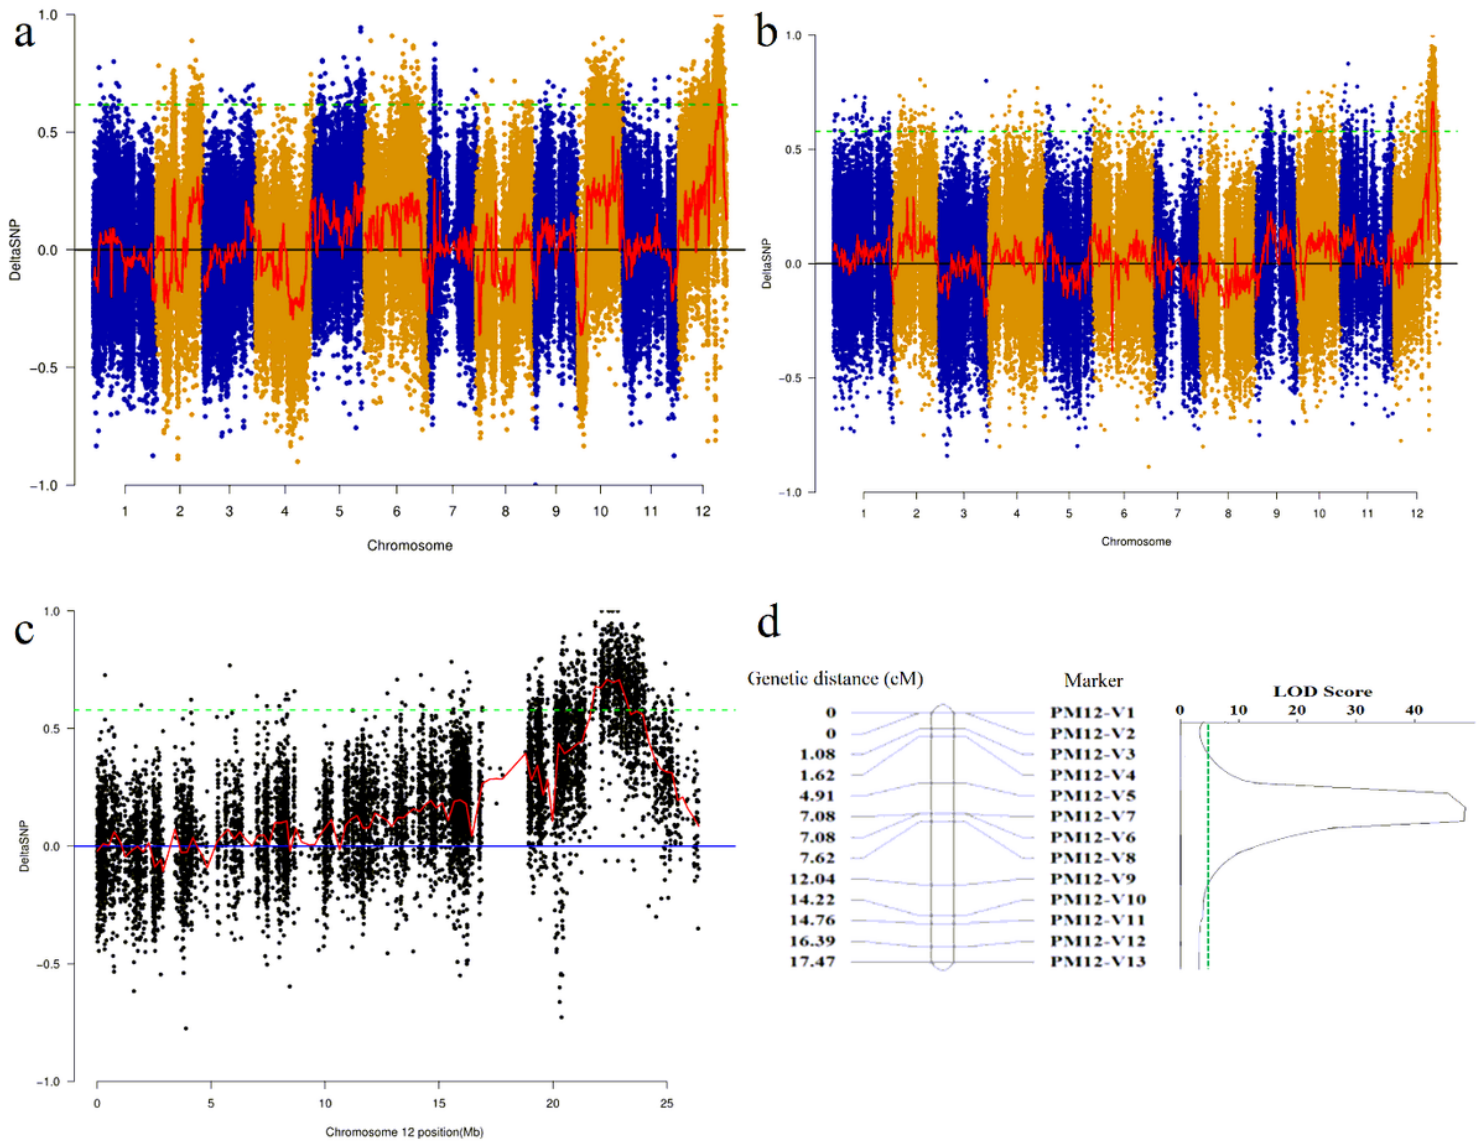 a
1.0
0.5
0.0
−0.5
−1.0
DeltaSNP
1 2 3 4 5 6 7 8 9 10 11 12
Chromosome
b
1.0
0.5
0.0
−0.5
−1.0
DeltaSNP
1 2 3 4 5 6 7 8 9 10 11 12
Chromosome
c
1.0
0.5
0.0
−0.5
−1.0
DeltaSNP
0 5 10 15 20 25
Chromosome 12 position(Mb)
d
Genetic distance (cM) Marker
LOD Score
0 10 20 30 40
0 PM12-V1
0 PM12-V2
1.08 PM12-V3
1.62 PM12-V4
4.91 PM12-V5
7.08 PM12-V7
7.08 PM12-V6
7.62 PM12-V8
12.04 PM12-V9
14.22 PM12-V10
14.76 PM12-V11
16.39 PM12-V12
17.47 PM12-V13